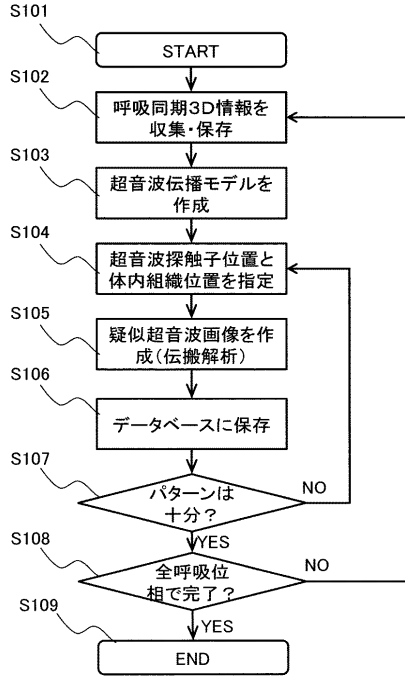 S101
START
S102
呼吸同期3D情報を
収集・保存
S103
超音波伝播モデルを
作成
S104
超音波探触子位置と
体内組織位置を指定
S105
疑似超音波画像を作
成(伝搬解析)
S106
データベースに保存
S107
パターンは
十分?
NO
YES
S108
全呼吸位
相で完了?
NO
YES
S109
END